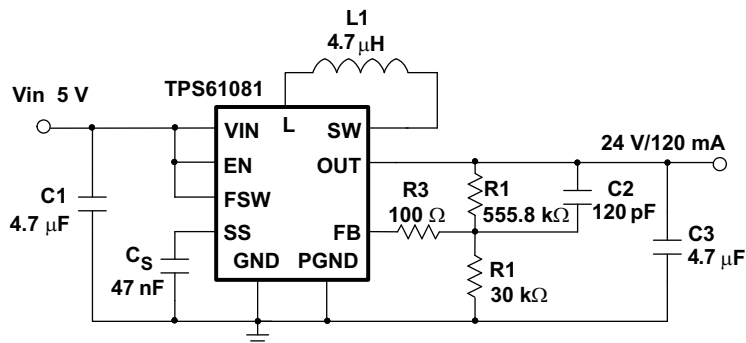 L1
4.7 µH
TPS61081
Vin 5 V
VIN
L
SW
24 V/120 mA
EN
OUT
C1
4.7 µF
FSW
R3
100 Ω
R1
555.8 kΩ
C2
120 pF
SS
FB
C3
4.7 µF
CS
47 nF
GND
PGND
R1
30 kΩ